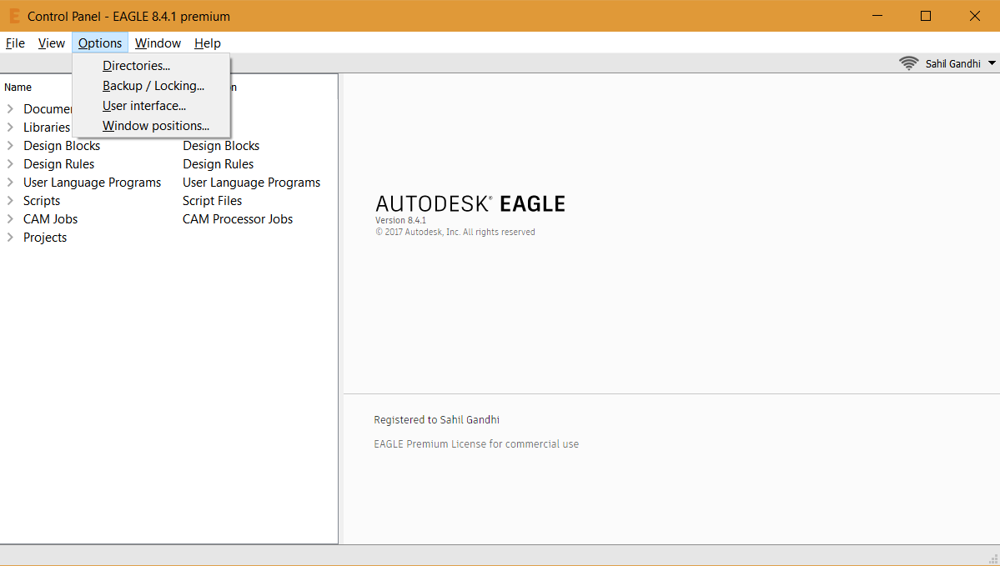 E Control Panel - EAGLE 8.4.1 premium
File View Options Window Help
Sahil Gandhi
Directories...
Backup / Locking...
User interface...
Window positions...
Name
Libraries
Design Blocks Design Blocks
Design Rules Design Rules
User Language Programs User Language Programs
Scripts Script Files
CAM Jobs CAM Processor Jobs
Projects
AUTODESK® EAGLE
Version 8.4.1
© 2017 Autodesk, Inc. All rights reserved
Registered to Sahil Gandhi
EAGLE Premium License for commercial use